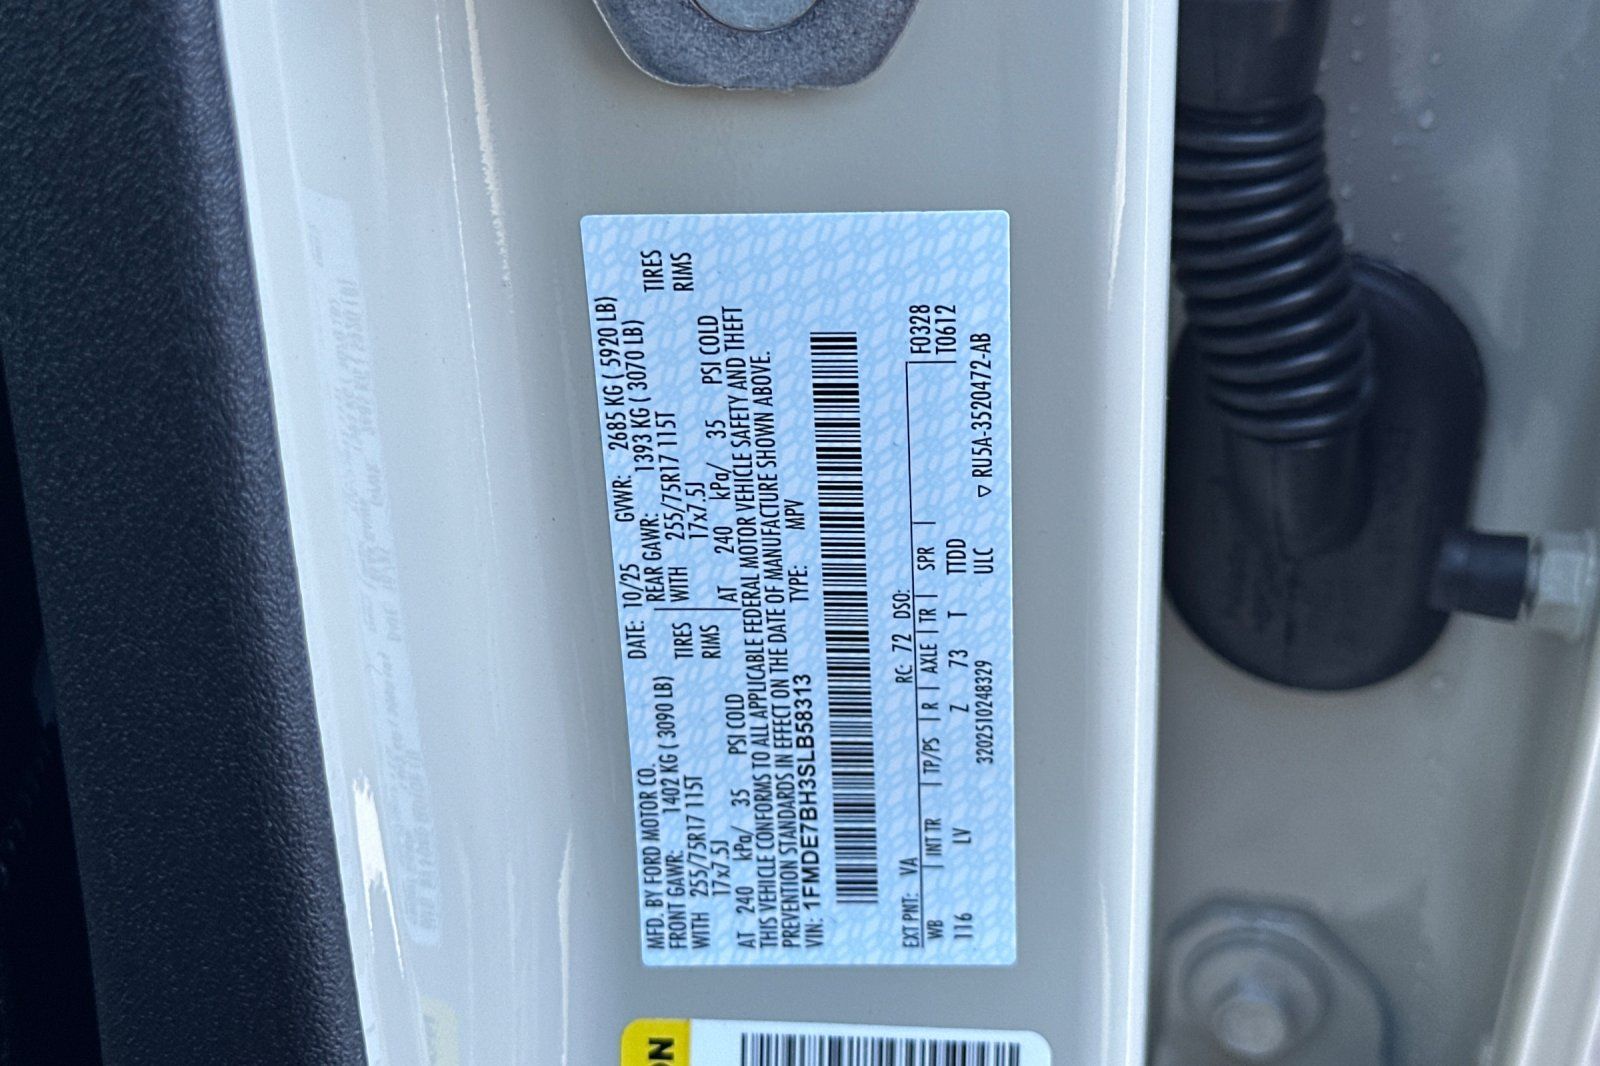 MFD. BY FORD MOTOR CO. DATE: 10/25 GVWR: 2685 KG ( 5920 LB)
FRONT GAWR: 1402 KG ( 3090 LB) REAR GAWR: 1393 KG ( 3070 LB)
WITH 255/75R17 115T TIRES WITH 255/75R17 115T TIRES
17x7.5J RIMS 17x7.5J RIMS
AT 240 kPa/ 35 PSI COLD AT 240 kPa/ 35 PSI COLD
THIS VEHICLE CONFORMS TO ALL APPLICABLE FEDERAL MOTOR VEHICLE SAFETY AND THEFT
PREVENTION STANDARDS IN EFFECT ON THE DATE OF MANUFACTURE SHOWN ABOVE.
VIN: 1FMDE7BH3SLB58313 TYPE: MPV
EXT PNT: VA RC: 72 DSO: F0328
WB INT TR TP/PS R AXLE TR SPR T0612
116 LV Z 73 T TTDD
3202510248329 ULC ▽ RU5A-3520472-AB
ON